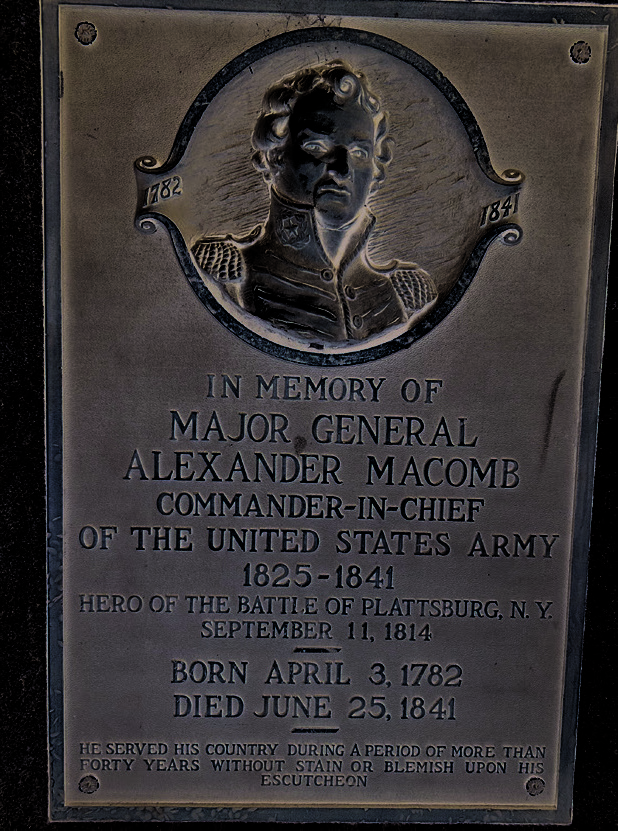 1782
1841
IN MEMORY OF
MAJOR GENERAL
ALEXANDER MACOMB
COMMANDER-IN-CHIEF
OF THE UNITED STATES ARMY
1825-1841
HERO OF THE BATTLE OF PLATTSBURG, N.Y.
SEPTEMBER 11, 1814
BORN APRIL 3, 1782
DIED JUNE 25, 1841
HE SERVED HIS COUNTRY DURING A PERIOD OF MORE THAN
FORTY YEARS WITHOUT STAIN OR BLEMISH UPON HIS
ESCUTCHEON